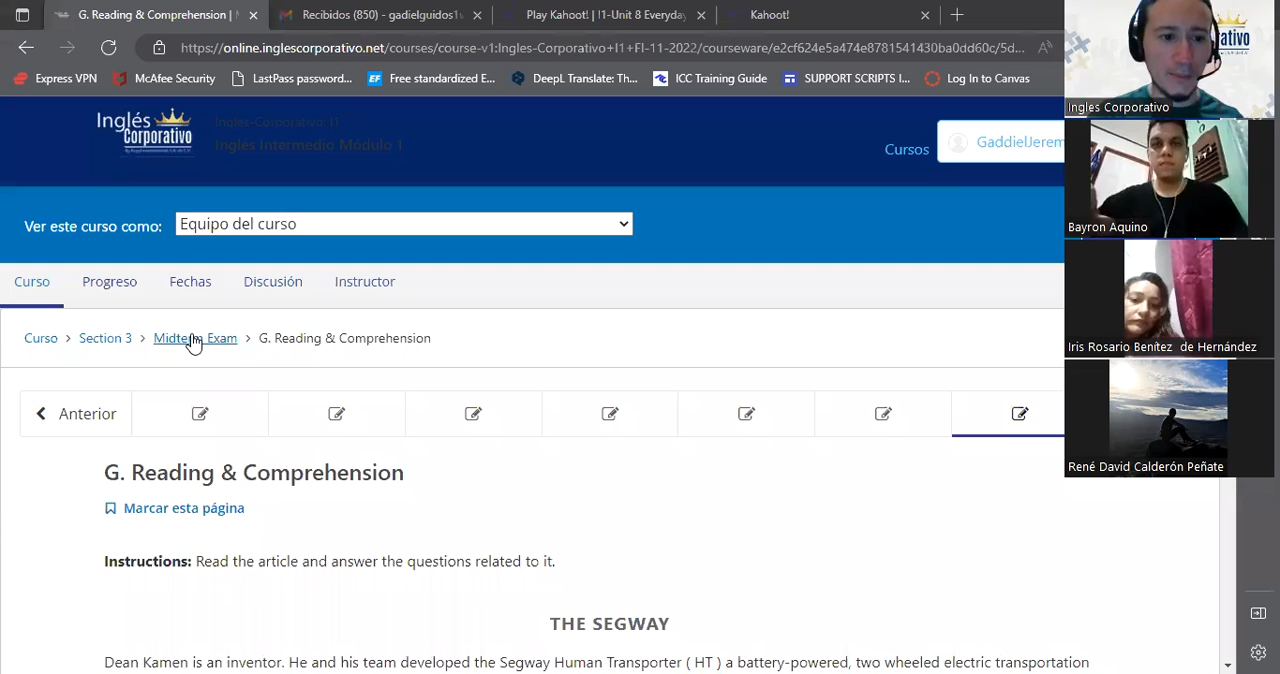 G. Reading & Comprehension |
Recibidos (850) - gadielguidos1
Play Kahoot! | I1-Unit 8 Everyday
Kahoot!
https://online.inglescorporativo.net/courses/course-v1:Ingles-Corporativo+I1+FI-11-2022/courseware/e2cf624e5a474e8781541430ba0dd60c/5d...
Express VPN
McAfee Security
LastPass password...
EF Free standardized E...
DeepL Translate: Th...
ICC Training Guide
SUPPORT SCRIPTS I...
Log In to Canvas
Inglés
Corporativo
Ingles-Corporativo: I1
Inglés Intermedio Módulo 1
Cursos
GaddielJerem
Ver este curso como:
Equipo del curso
Curso
Progreso
Fechas
Discusión
Instructor
Curso > Section 3 > Midterm Exam > G. Reading & Comprehension
Anterior
G. Reading & Comprehension
Marcar esta página
Instructions: Read the article and answer the questions related to it.
THE SEGWAY
Dean Kamen is an inventor. He and his team developed the Segway Human Transporter ( HT ) a battery-powered, two wheeled electric transportation
Ingles Corporativo
Bayron Aquino
Iris Rosario Benítez de Hernández
René David Calderón Peñate